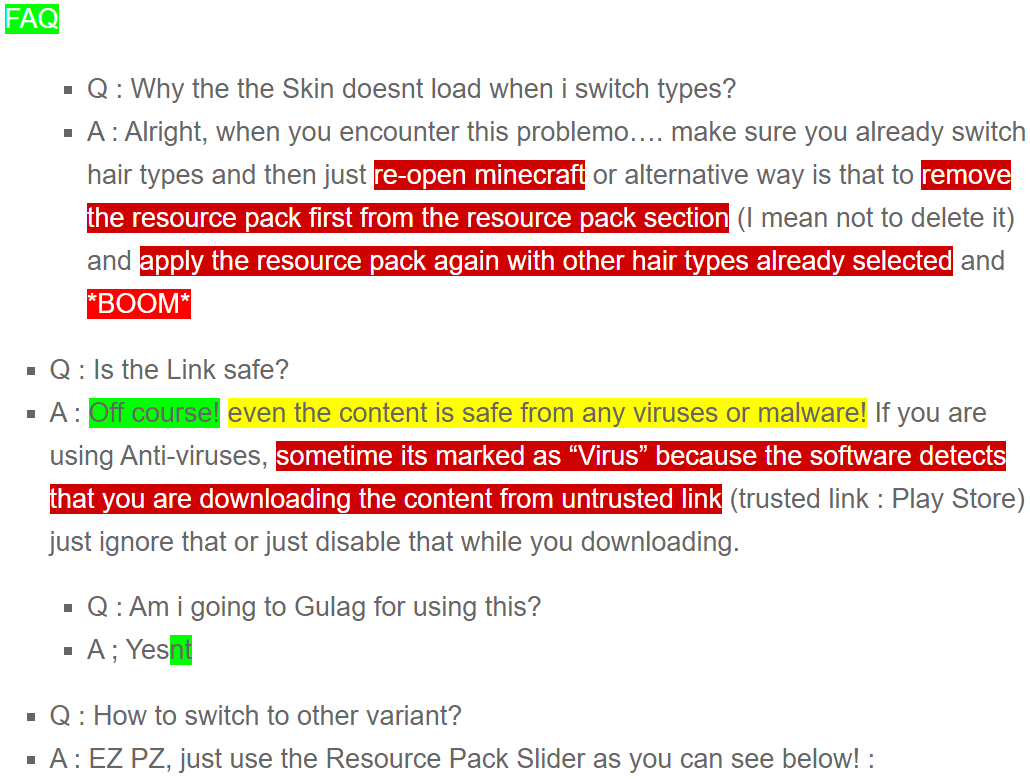 FAQ
Q : Why the the Skin doesnt load when i switch types?
A : Alright, when you encounter this problemo…. make sure you already switch
hair types and then just re-open minecraft or alternative way is that to remove
the resource pack first from the resource pack section (I mean not to delete it)
and apply the resource pack again with other hair types already selected and
*BOOM*
Q : Is the Link safe?
A : Off course! even the content is safe from any viruses or malware! If you are
using Anti-viruses, sometime its marked as “Virus” because the software detects
that you are downloading the content from untrusted link (trusted link : Play Store)
just ignore that or just disable that while you downloading.
Q : Am i going to Gulag for using this?
A ; Yesnt
Q : How to switch to other variant?
A : EZ PZ, just use the Resource Pack Slider as you can see below! :